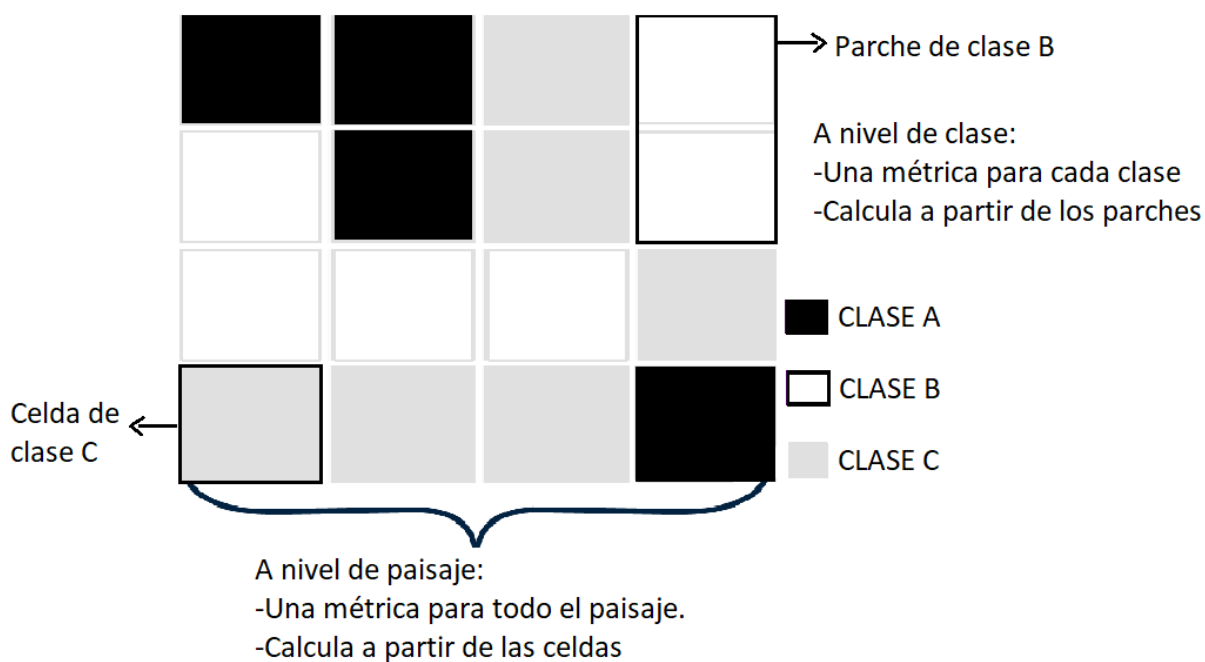 Parche de clase B
A nivel de clase:
-Una métrica para cada clase
-Calcula a partir de los parches
CLASE A
CLASE B
CLASE C
Celda de
clase C
A nivel de paisaje:
-Una métrica para todo el paisaje.
-Calcula a partir de las celdas